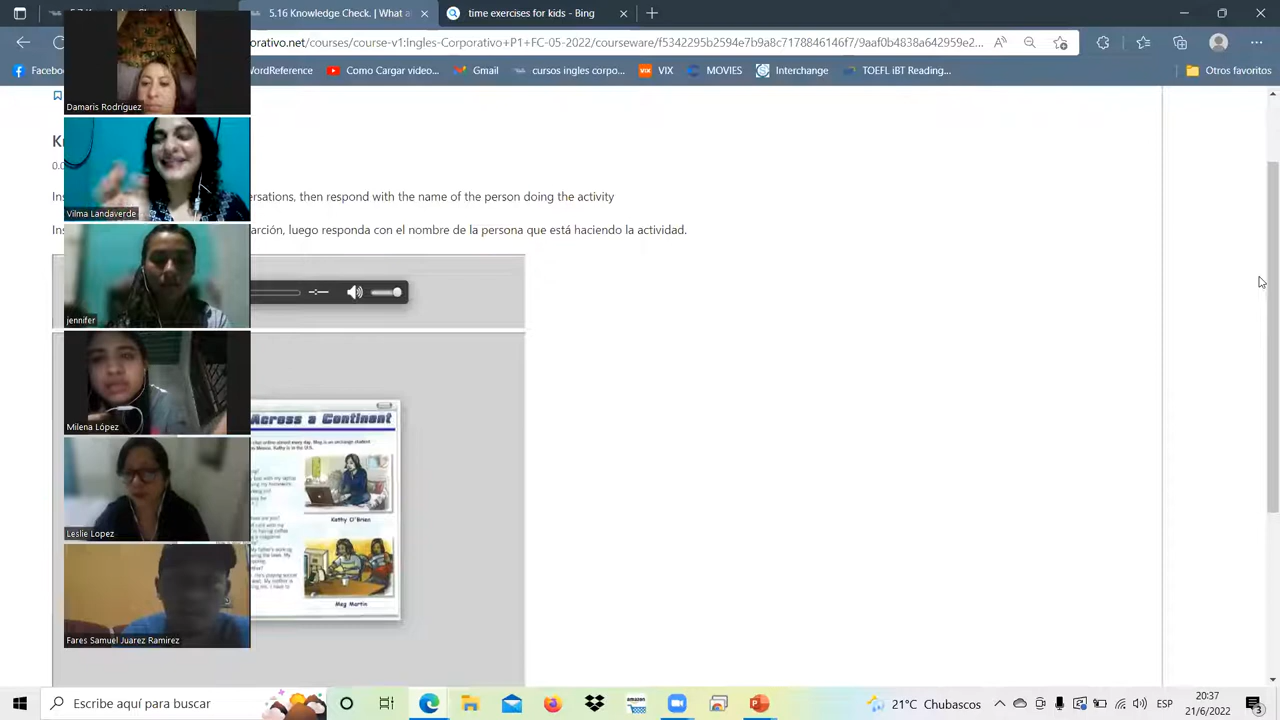 5.16 Knowledge Check: What a
time exercises for kids - Bing
orativo.net/courses/course-v1:Ingles-Corporativo+P1+FC-05-2022/courseware/f5342295b2594e7b9a8c7178846146f7/9aaf0b4838a642959e2...
Facebook
WordReference
Como Cargar video...
Gmail
cursos ingles corpo...
VIX
MOVIES
Interchange
TOEFL iBT Reading...
Otros favoritos
Damaris Rodríguez
Vilma Landaverde
jennifer
Milena López
Leslie Lopez
Fares Samuel Juarez Ramirez
ersations, then respond with the name of the person doing the activity
arción, luego responda con el nombre de la persona que está haciendo la actividad.
Across a Continent
Kathy O'Brien
Meg Martin
Escribe aquí para buscar
21°C Chubascos
ESP
20:37
21/6/2022
3